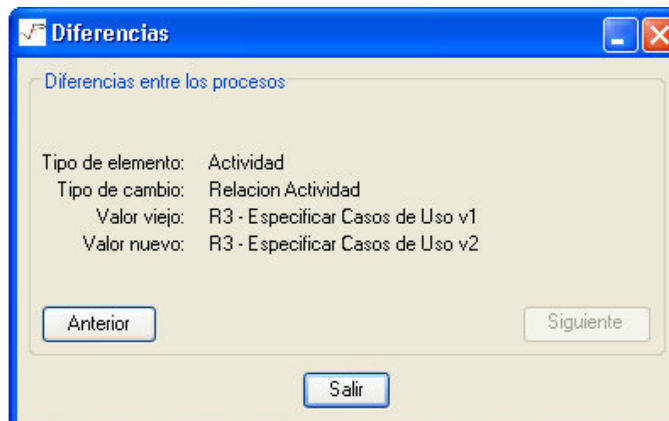 Diferencias
Diferencias entre los procesos
Tipo de elemento: Actividad
Tipo de cambio: Relacion Actividad
Valor viejo: R3 - Especificar Casos de Uso v1
Valor nuevo: R3 - Especificar Casos de Uso v2
Anterior Siguiente
Salir